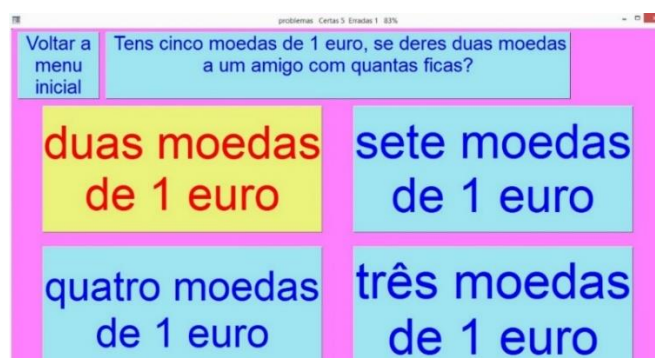 problemas Certas 5 Erradas 1 83%
Voltar a
menu
inicial
Tens cinco moedas de 1 euro, se deres duas moedas
a um amigo com quantas ficas?
duas moedas
de 1 euro
sete moedas
de 1 euro
quatro moedas
de 1 euro
três moedas
de 1 euro